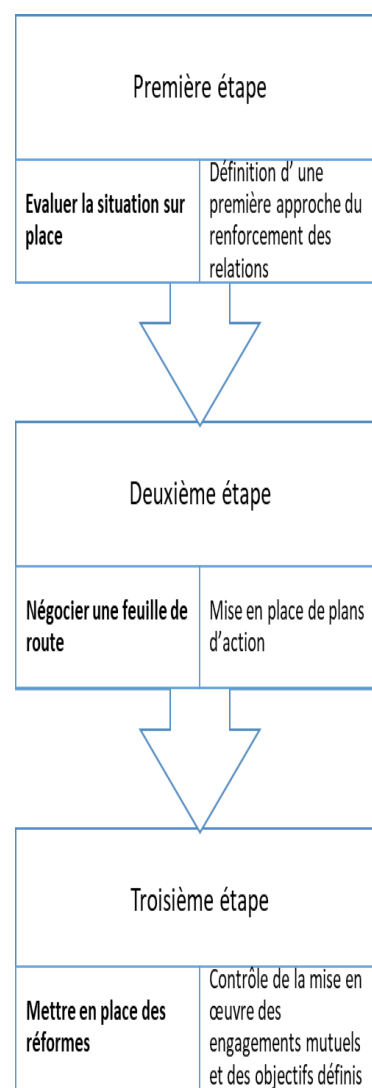 Première étape
Evaluer la situation sur
place
Définition d’ une
première approche du
renforcement des
relations
Deuxième étape
Négocier une feuille de
route
Mise en place de plans
d’action
Troisième étape
Mettre en place des
réformes
Contrôle de la mise en
œuvre des
engagements mutuels
et des objectifs définis